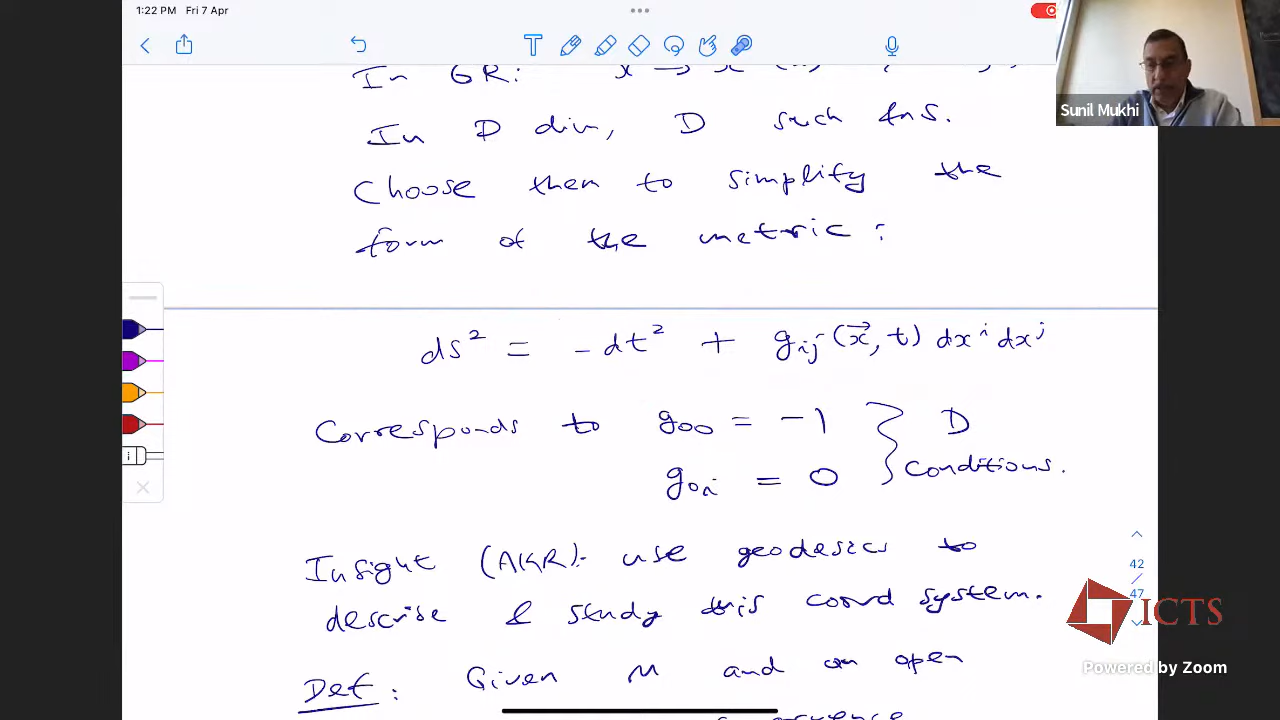 1:22 PM Fri 7 Apr
Sunil Mukhi
In GR:
In D dim, D such fns.
Choose them to simplify the
form of the metric:
ds² = -dt² + gᵢⱼ(x⃗, t) dxⁱ dxʲ
Corresponds to g₀₀ = -1 } D
g₀ᵢ = 0 conditions.
Insight (AKR): use geodesics to
describe & study this coord system.
42
/
47
ICTS
Def: Given M and an open
Powered by Zoom